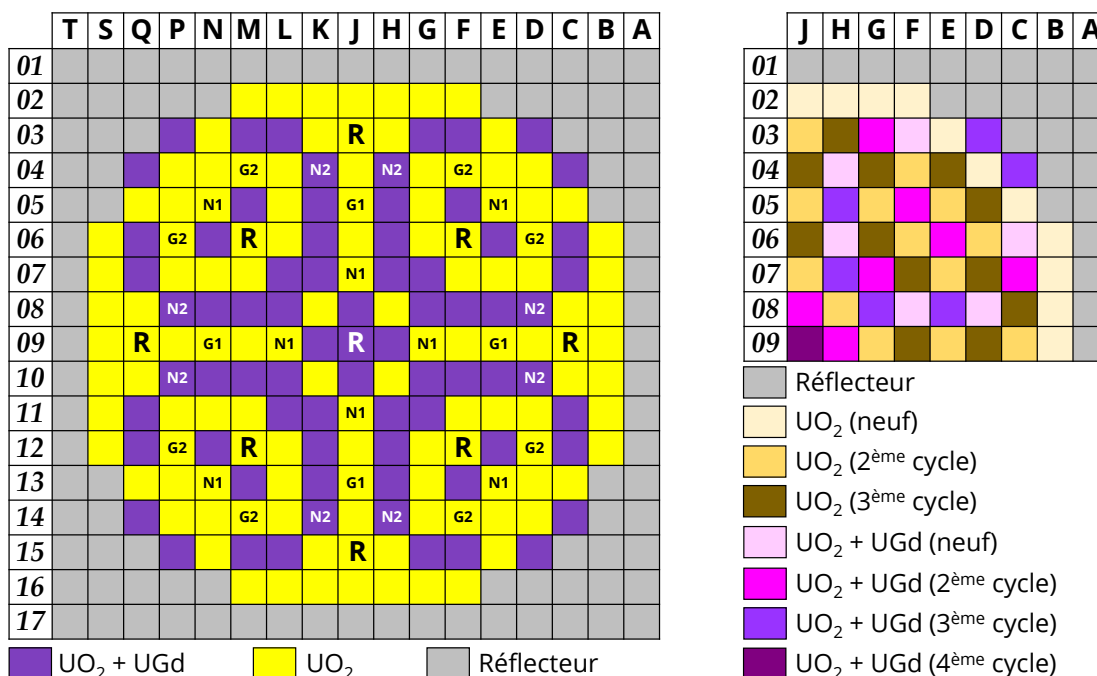 T S Q P N M L K J H G F E D C B A
01
02
03 R
04 G2 N2 N2 G2
05 N1 G1 N1
06 G2 R R G2
07 N1
08 N2 N2
09 R G1 N1 R N1 G1 R
10 N2 N2
11 N1
12 G2 R R G2
13 N1 G1 N1
14 G2 N2 N2 G2
15 R
16
17
UO₂ + UGd UO₂ Réflecteur
J H G F E D C B A
01
02
03
04
05
06
07
08
09
Réflecteur
UO₂ (neuf)
UO₂ (2ème cycle)
UO₂ (3ème cycle)
UO₂ + UGd (neuf)
UO₂ + UGd (2ème cycle)
UO₂ + UGd (3ème cycle)
UO₂ + UGd (4ème cycle)